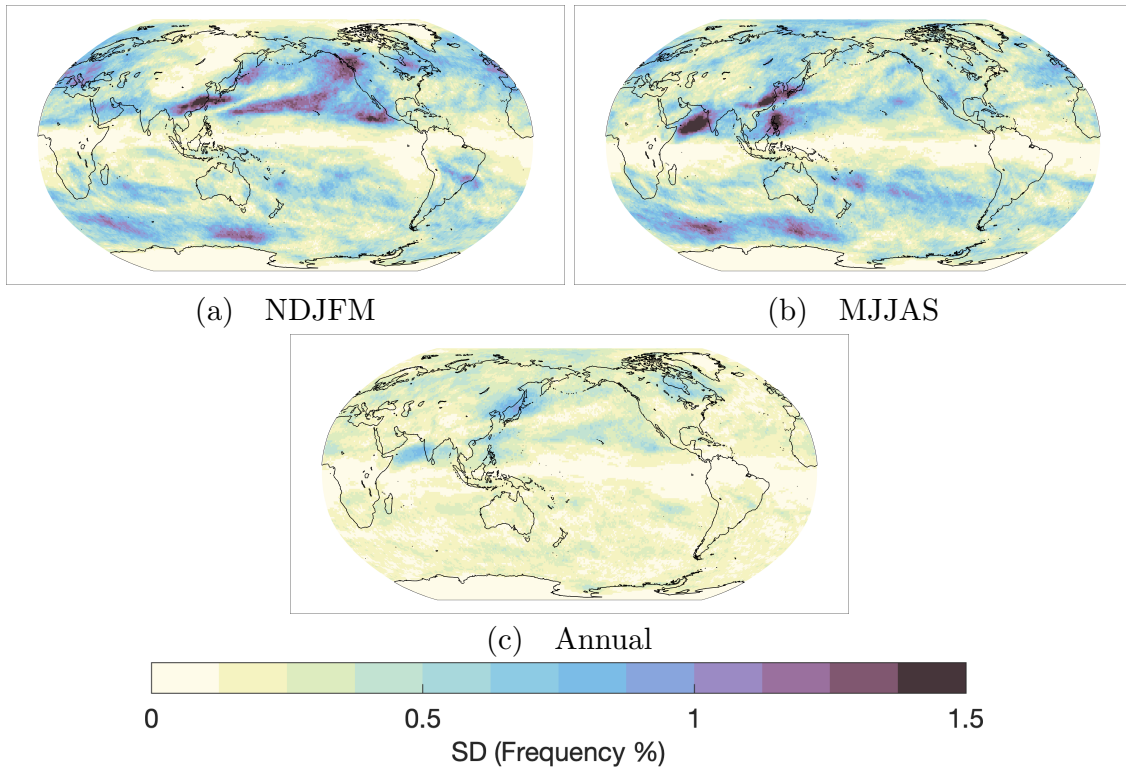 (a) NDJFM
(b) MJJAS
(c) Annual
0 0.5 1 1.5
SD (Frequency %)